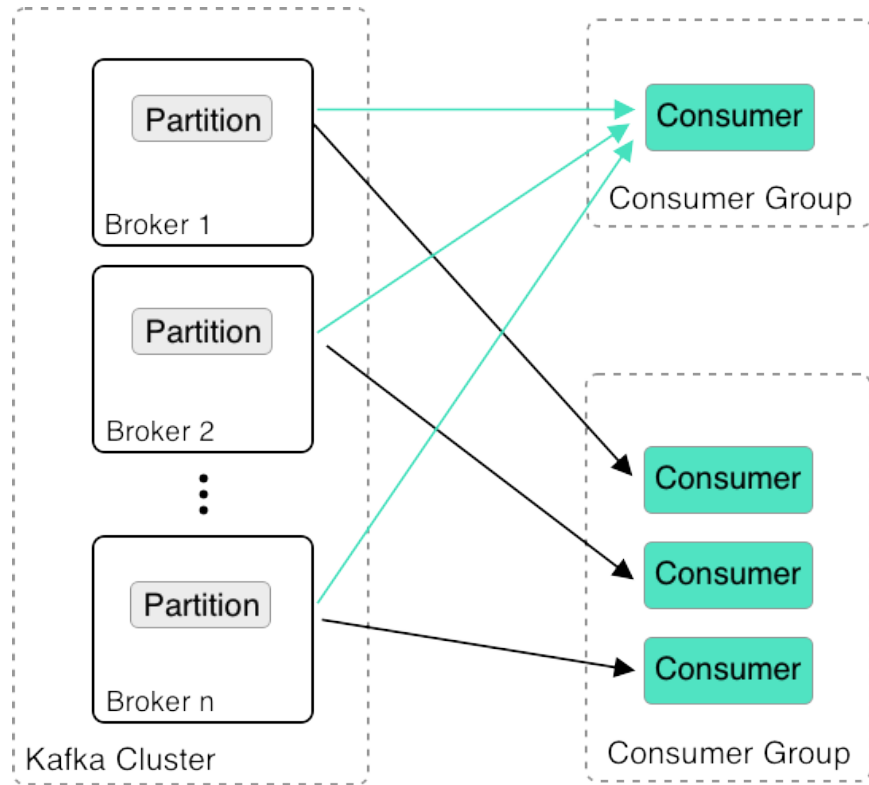 Partition
Broker 1
Partition
Broker 2
Partition
Broker n
Kafka Cluster
Consumer
Consumer Group
Consumer
Consumer
Consumer
Consumer Group